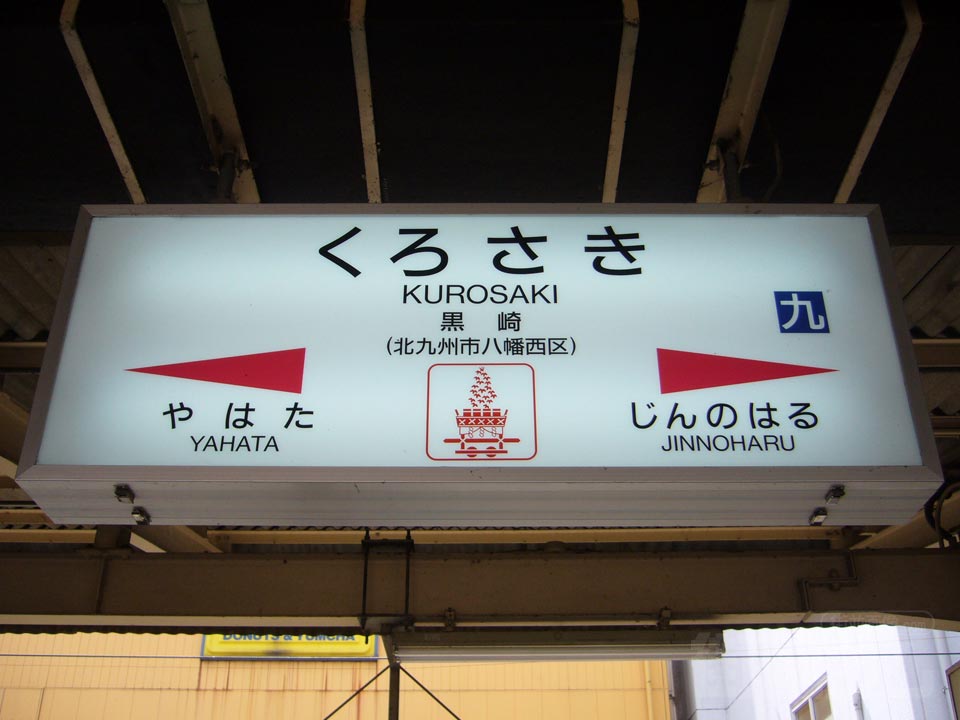 くろさき
KUROSAKI
黒崎
(北九州市八幡西区)
九
やはた
YAHATA
じんのはる
JINNOHARU
DONUTS & YUMCHA